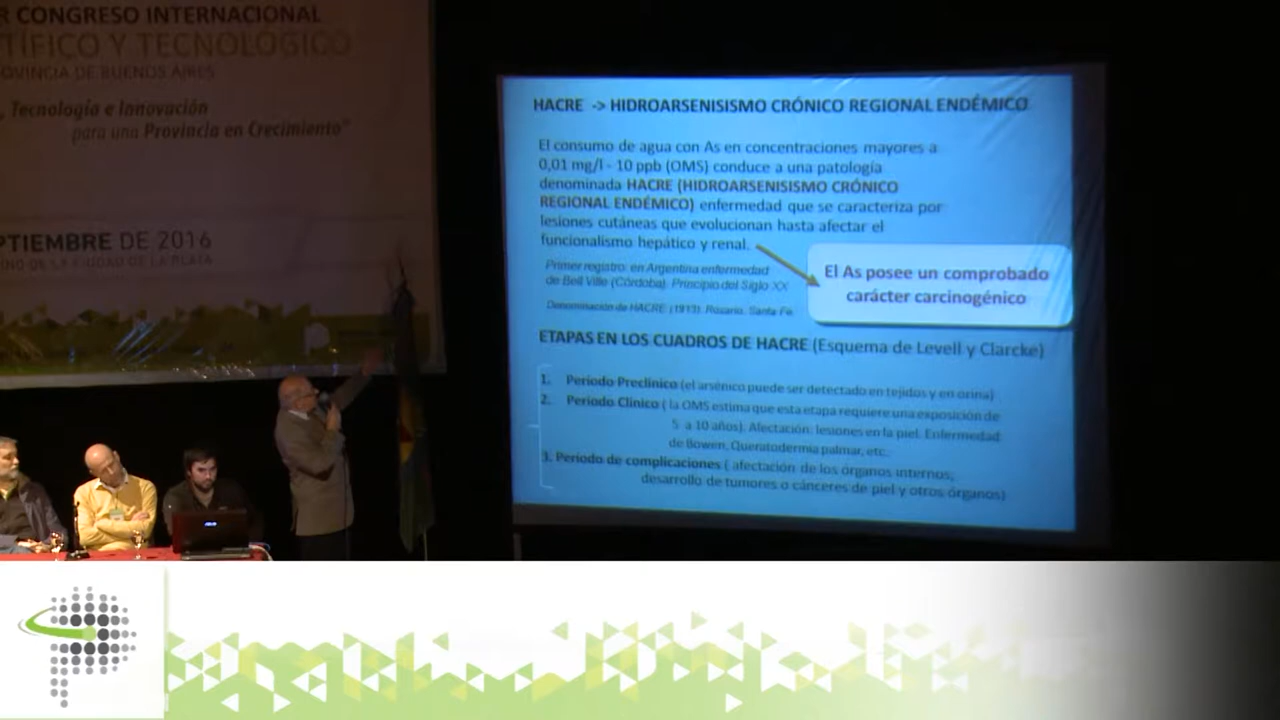 R CONGRESO INTERNACIONAL
TÍFICO Y TECNOLÓGICO
OVINCIA DE BUENOS AIRES
, Tecnología e Innovación
para una Provincia en Crecimiento"
PTIEMBRE DE 2016
INO DE LA CIUDAD DE LA PLATA
HACRE -> HIDROARSENISISMO CRÓNICO REGIONAL ENDÉMICO
El consumo de agua con As en concentraciones mayores a
0,01 mg/l - 10 ppb (OMS) conduce a una patología
denominada HACRE (HIDROARSENISISMO CRÓNICO
REGIONAL ENDÉMICO) enfermedad que se caracteriza por
lesiones cutáneas que evolucionan hasta afectar el
funcionalismo hepático y renal.
El As posee un comprobado
carácter carcinogénico
Primer registro: en Argentina enfermedad
de Bell Ville (Córdoba). Principio del Siglo XX
Denominación de HACRE (1913). Rosario. Santa Fe.
ETAPAS EN LOS CUADROS DE HACRE (Esquema de Levell y Clarcke)
1. Periodo Preclínico (el arsénico puede ser detectado en tejidos y en orina)
2. Periodo Clínico ( la OMS estima que esta etapa requiere una exposición de
5 a 10 años). Afectación: lesiones en la piel. Enfermedad
de Bowen, Queratodermia palmar, etc.
3. Periodo de complicaciones ( afectación de los órganos internos;
desarrollo de tumores o cánceres de piel y otros órganos)